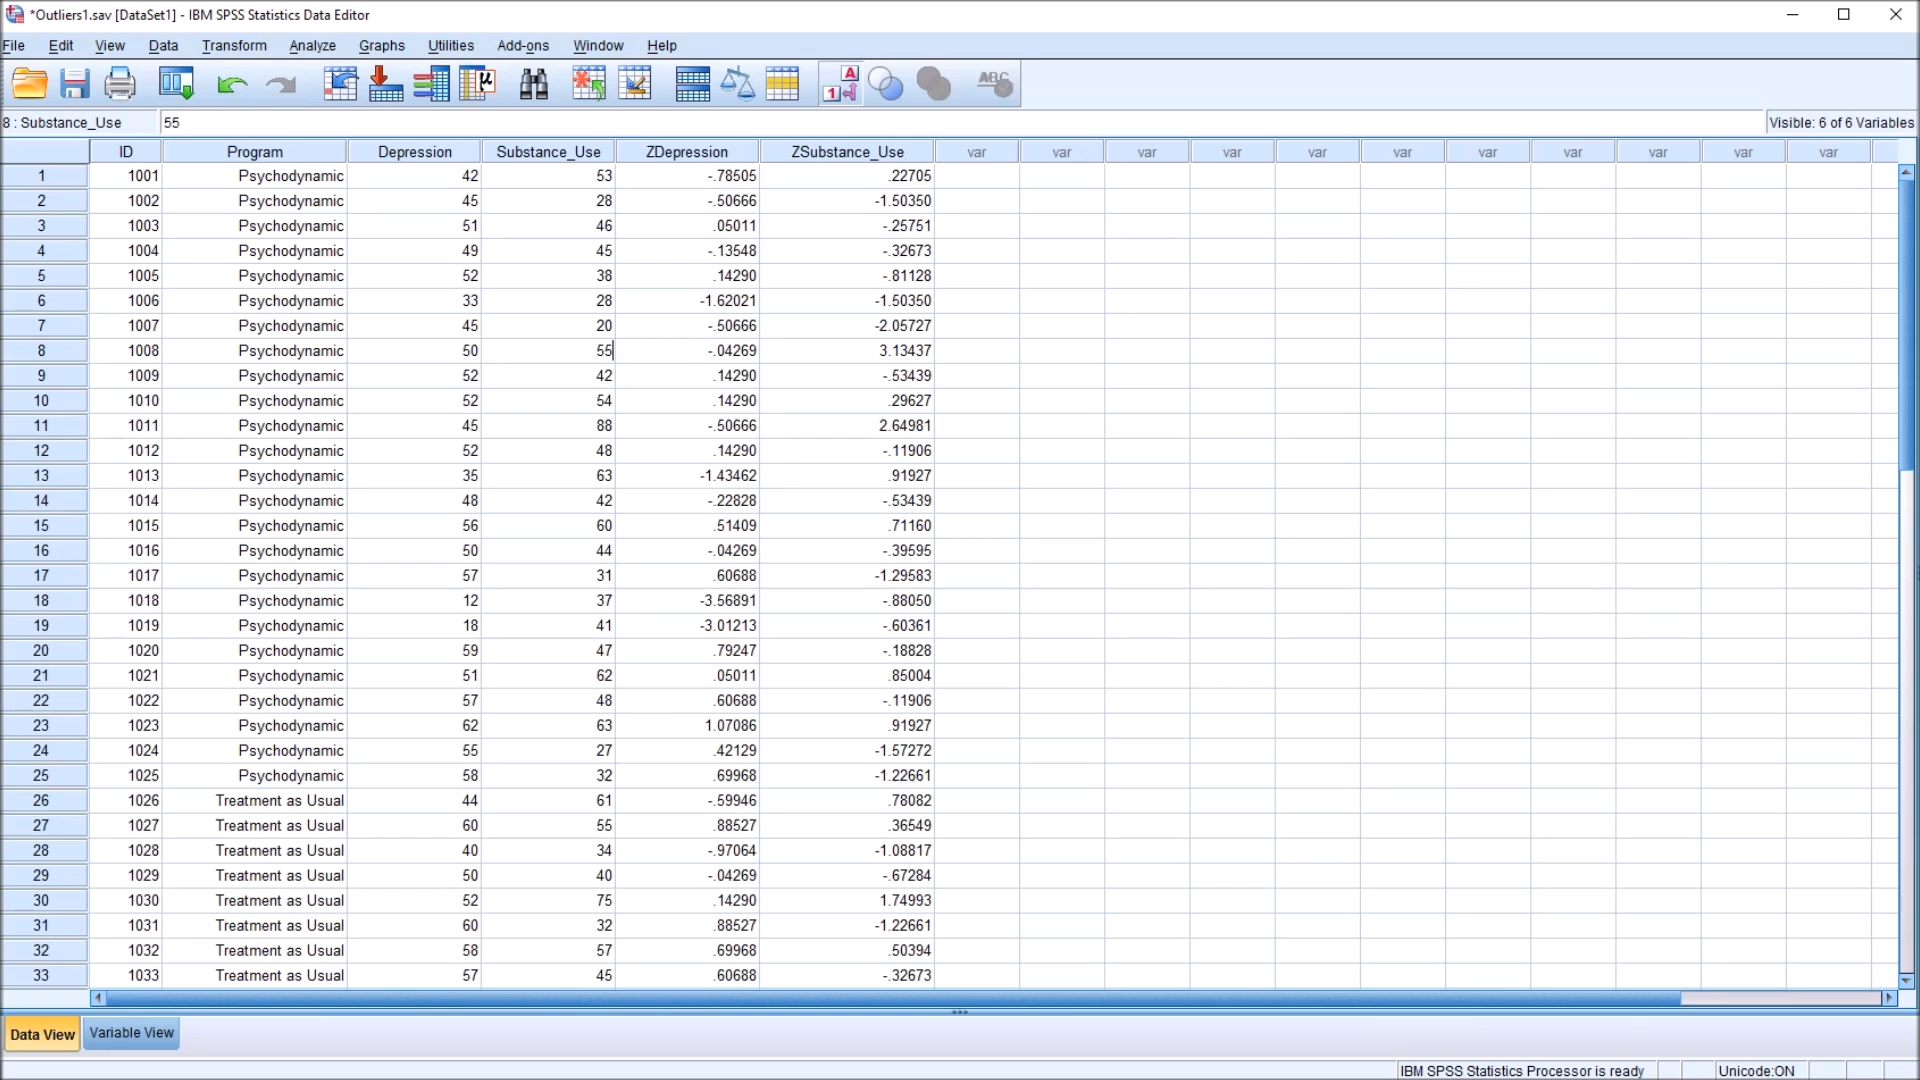 *Outliers1.sav [DataSet1] - IBM SPSS Statistics Data Editor
File Edit View Data Transform Analyze Graphs Utilities Add-ons Window Help
8 : Substance_Use 55 Visible: 6 of 6 Variables
ID Program Depression Substance_Use ZDepression ZSubstance_Use var var var var var var var var var var var
1 1001 Psychodynamic 42 53 -.78505 .22705
2 1002 Psychodynamic 45 28 -.50666 -1.50350
3 1003 Psychodynamic 51 46 .05011 -.25751
4 1004 Psychodynamic 49 45 -.13548 -.32673
5 1005 Psychodynamic 52 38 .14290 -.81128
6 1006 Psychodynamic 33 28 -1.62021 -1.50350
7 1007 Psychodynamic 45 20 -.50666 -2.05727
8 1008 Psychodynamic 50 55 -.04269 3.13437
9 1009 Psychodynamic 52 42 .14290 -.53439
10 1010 Psychodynamic 52 54 .14290 .29627
11 1011 Psychodynamic 45 88 -.50666 2.64981
12 1012 Psychodynamic 52 48 .14290 -.11906
13 1013 Psychodynamic 35 63 -1.43462 .91927
14 1014 Psychodynamic 48 42 -.22828 -.53439
15 1015 Psychodynamic 56 60 .51409 .71160
16 1016 Psychodynamic 50 44 -.04269 -.39595
17 1017 Psychodynamic 57 31 .60688 -1.29583
18 1018 Psychodynamic 12 37 -3.56891 -.88050
19 1019 Psychodynamic 18 41 -3.01213 -.60361
20 1020 Psychodynamic 59 47 .79247 -.18828
21 1021 Psychodynamic 51 62 .05011 .85004
22 1022 Psychodynamic 57 48 .60688 -.11906
23 1023 Psychodynamic 62 63 1.07086 .91927
24 1024 Psychodynamic 55 27 .42129 -1.57272
25 1025 Psychodynamic 58 32 .69968 -1.22661
26 1026 Treatment as Usual 44 61 -.59946 .78082
27 1027 Treatment as Usual 60 55 .88527 .36549
28 1028 Treatment as Usual 40 34 -.97064 -1.08817
29 1029 Treatment as Usual 50 40 -.04269 -.67284
30 1030 Treatment as Usual 52 75 .14290 1.74993
31 1031 Treatment as Usual 60 32 .88527 -1.22661
32 1032 Treatment as Usual 58 57 .69968 .50394
33 1033 Treatment as Usual 57 45 .60688 -.32673
Data View Variable View
IBM SPSS Statistics Processor is ready Unicode:ON